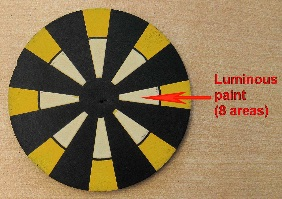 Luminous
paint
(8 areas)